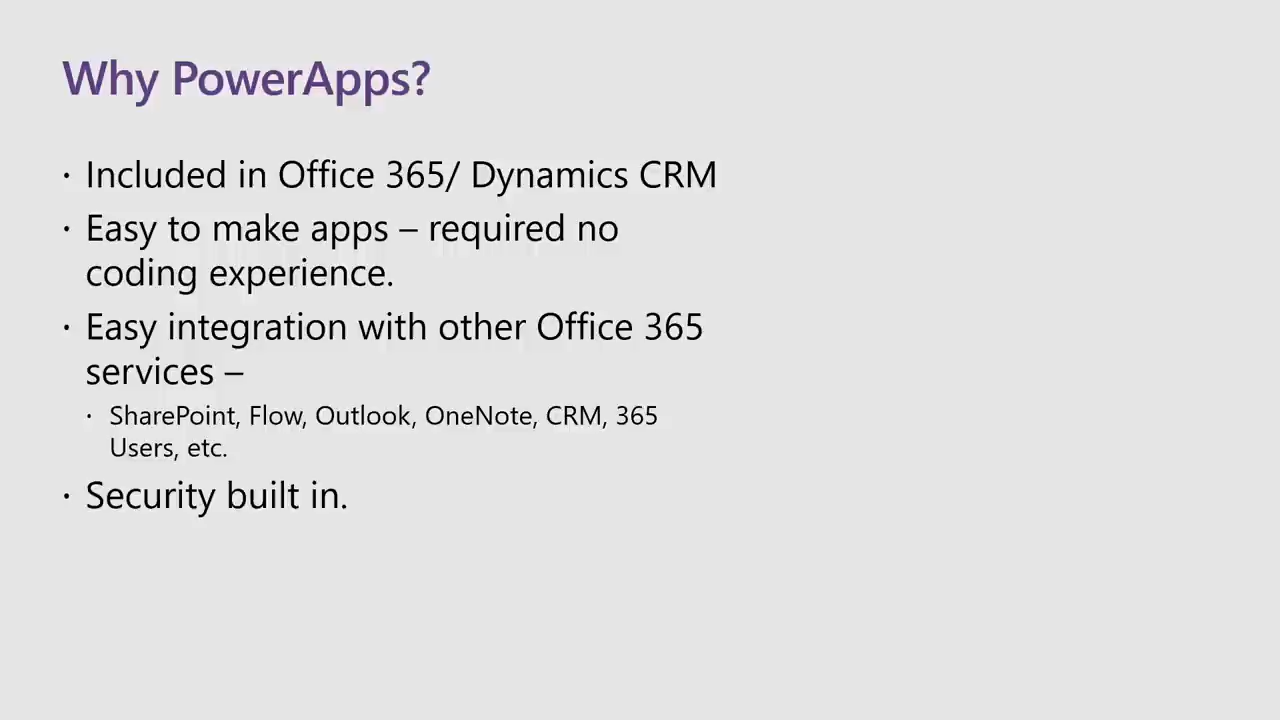 Why PowerApps?
· Included in Office 365/ Dynamics CRM
· Easy to make apps – required no
coding experience.
· Easy integration with other Office 365
services –
· SharePoint, Flow, Outlook, OneNote, CRM, 365
Users, etc.
· Security built in.